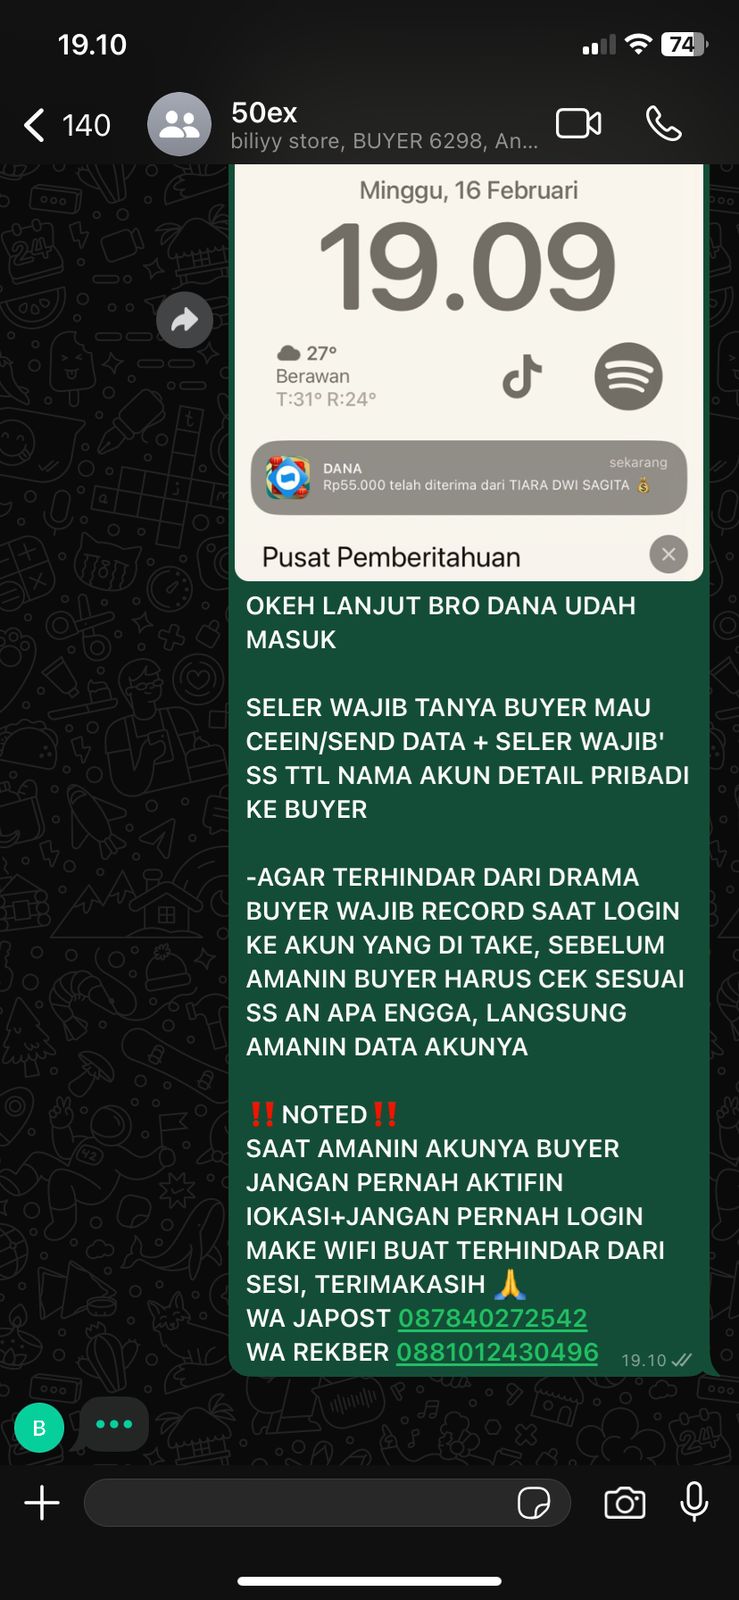 19.10
74
140
50ex
biliyy store, BUYER 6298, An...
Minggu, 16 Februari
19.09
27°
Berawan
T:31° R:24°
DANA
sekarang
Rp55.000 telah diterima dari TIARA DWI SAGITA 💰
Pusat Pemberitahuan
OKEH LANJUT BRO DANA UDAH
MASUK
SELER WAJIB TANYA BUYER MAU
CEEIN/SEND DATA + SELER WAJIB'
SS TTL NAMA AKUN DETAIL PRIBADI
KE BUYER
-AGAR TERHINDAR DARI DRAMA
BUYER WAJIB RECORD SAAT LOGIN
KE AKUN YANG DI TAKE, SEBELUM
AMANIN BUYER HARUS CEK SESUAI
SS AN APA ENGGA, LANGSUNG
AMANIN DATA AKUNYA
‼️NOTED‼️
SAAT AMANIN AKUNYA BUYER
JANGAN PERNAH AKTIFIN
IOKASI+JANGAN PERNAH LOGIN
MAKE WIFI BUAT TERHINDAR DARI
SESI, TERIMAKASIH 🙏
WA JAPOST 087840272542
WA REKBER 0881012430496
19.10
B